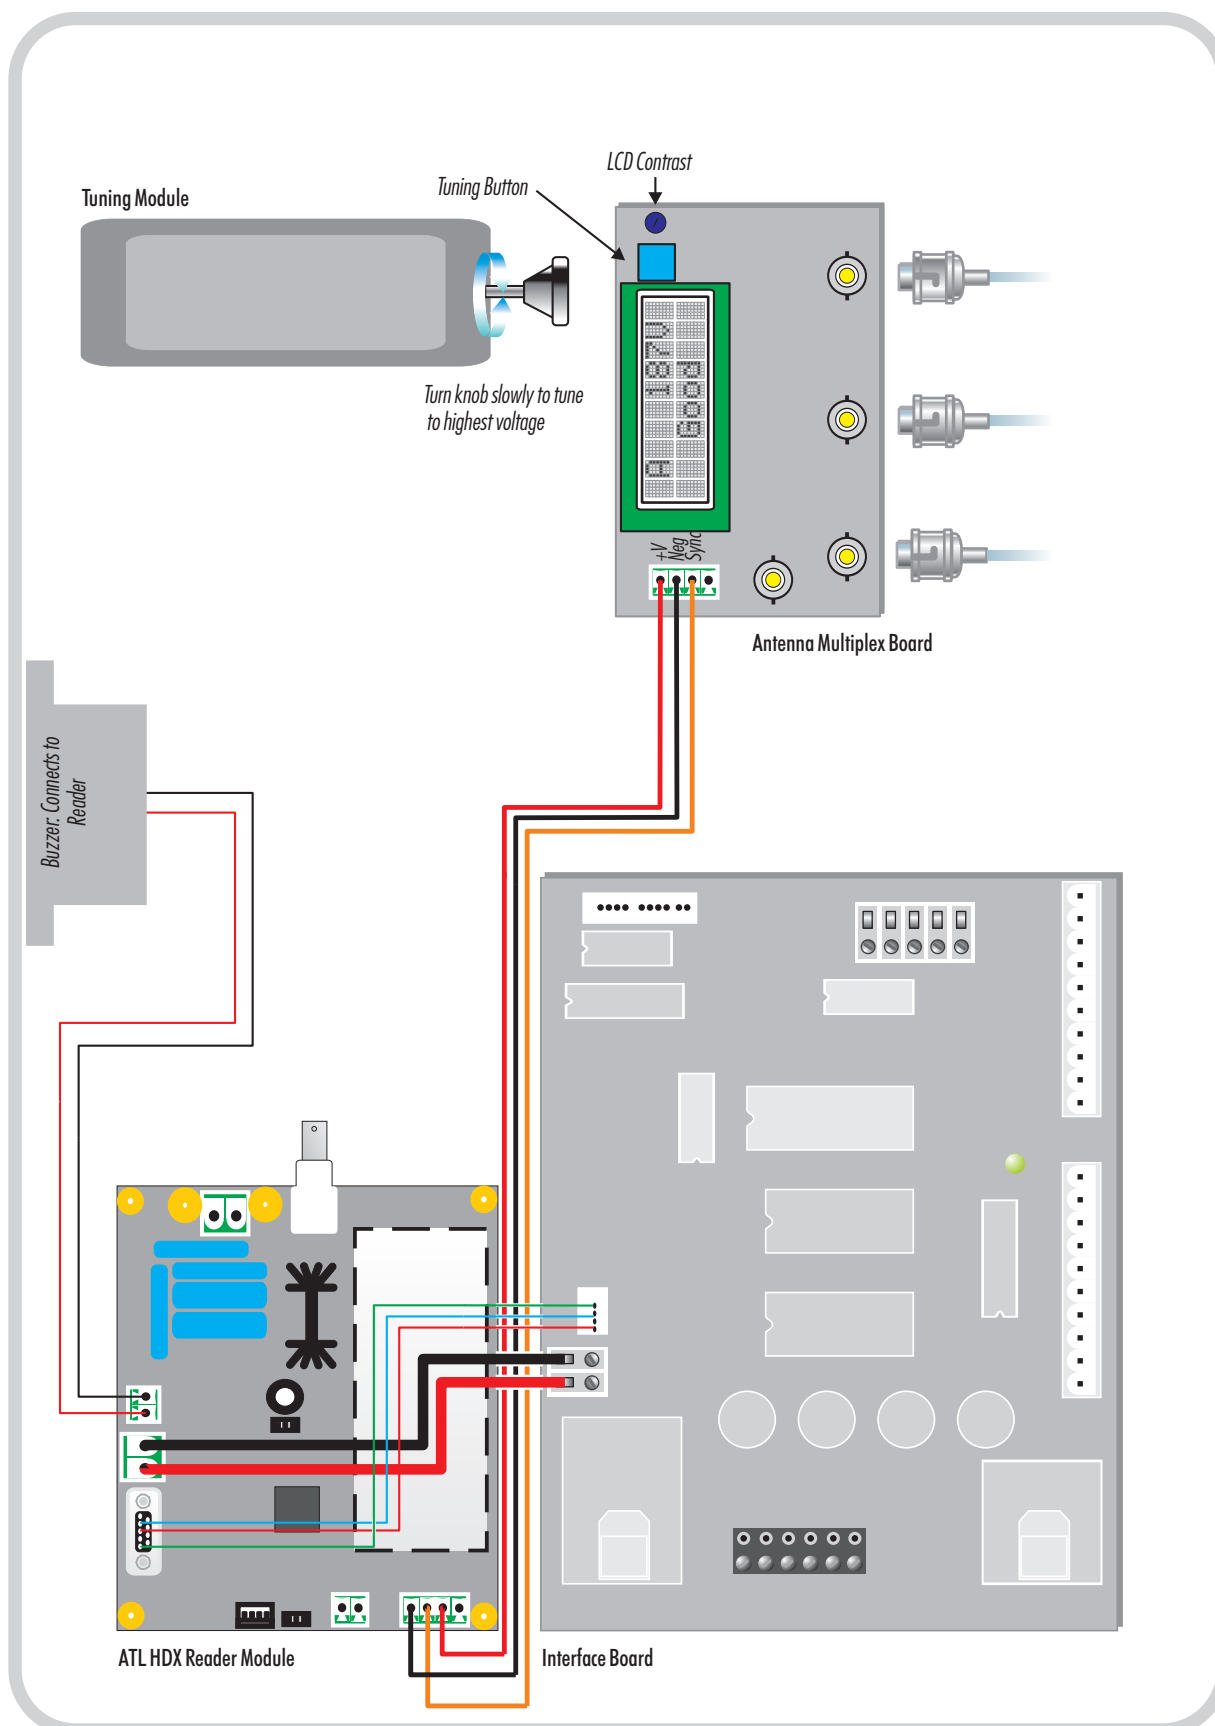 LCD Contrast
Tuning Button
Tuning Module
Turn knob slowly to tune
to highest voltage
+V
Neg
Sync
Antenna Multiplex Board
Buzzer. Connects to
Reader
ATL HDX Reader Module
Interface Board